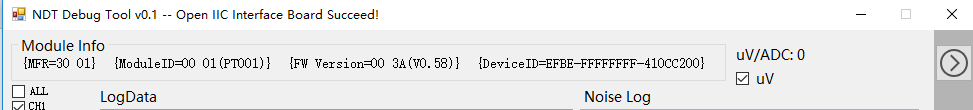 NDT Debug Tool v0.1 -- Open IIC Interface Board Succeed!
Module Info
{MFR=30 01} {ModuleID=00 01(PT001)} {FW Version=00 3A(V0.58)} {DeviceID=EFBE-FFFFFFFF-410CC200}
uV/ADC: 0
uV
ALL
CH1
LogData
Noise Log